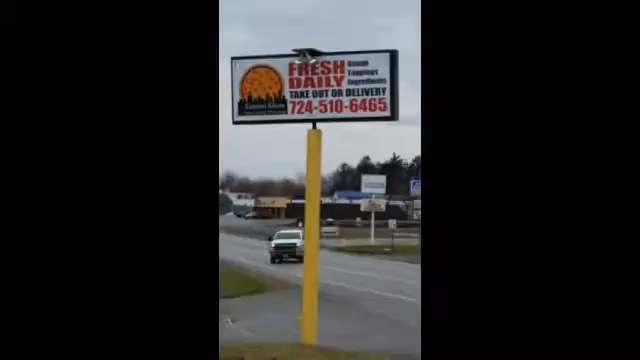 FRESH
DAILY
Dough
Toppings
Ingredients
TAKE OUT OR DELIVERY
724-510-6465